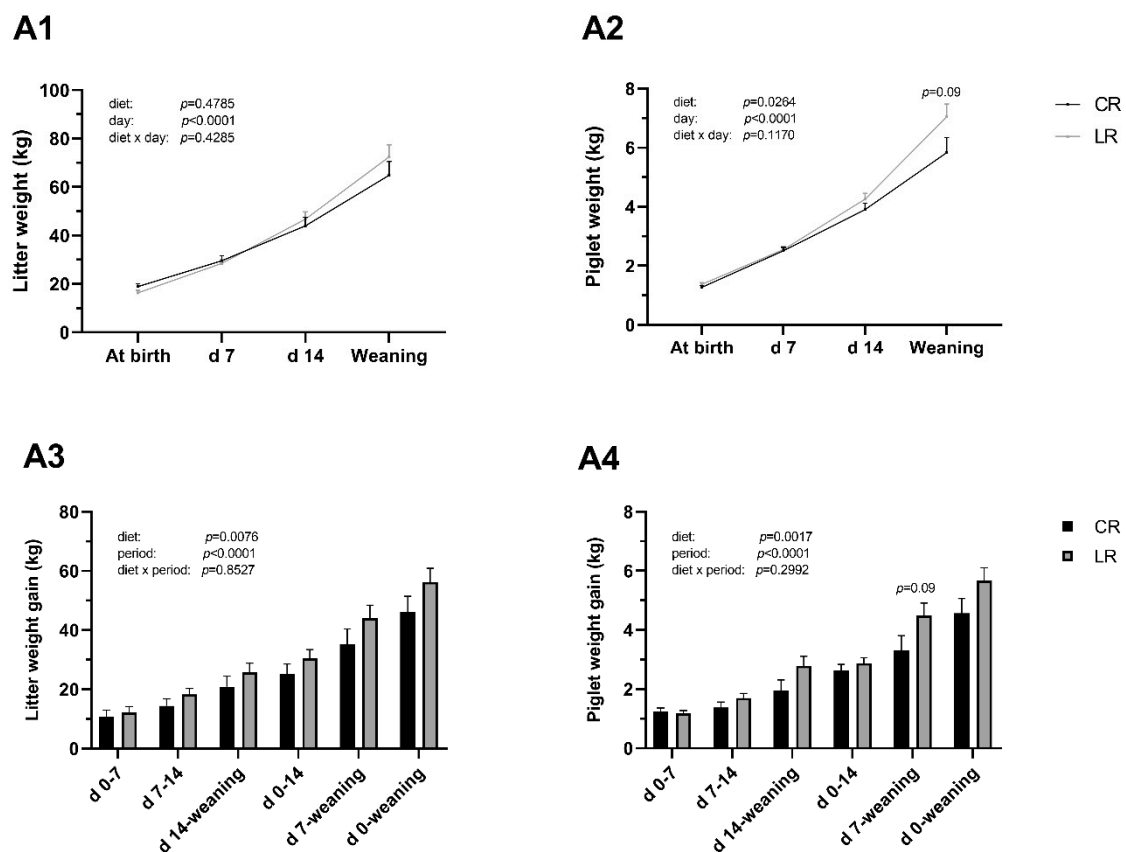 A1
Litter weight (kg)
100
80
60
40
20
0
diet: p=0.4785
day: p<0.0001
diet x day: p=0.4285
At birth d 7 d 14 Weaning
A2
Piglet weight (kg)
8
6
4
2
0
diet: p=0.0264
day: p<0.0001
diet x day: p=0.1170
p=0.09
At birth d 7 d 14 Weaning
CR
LR
A3
Litter weight gain (kg)
80
60
40
20
0
diet: p=0.0076
period: p<0.0001
diet x period: p=0.8527
d 0-7
d 7-14
d 14-weaning
d 0-14
d 7-weaning
d 0-weaning
A4
Piglet weight gain (kg)
8
6
4
2
0
diet: p=0.0017
period: p<0.0001
diet x period: p=0.2992
p=0.09
d 0-7
d 7-14
d 14-weaning
d 0-14
d 7-weaning
d 0-weaning
CR
LR